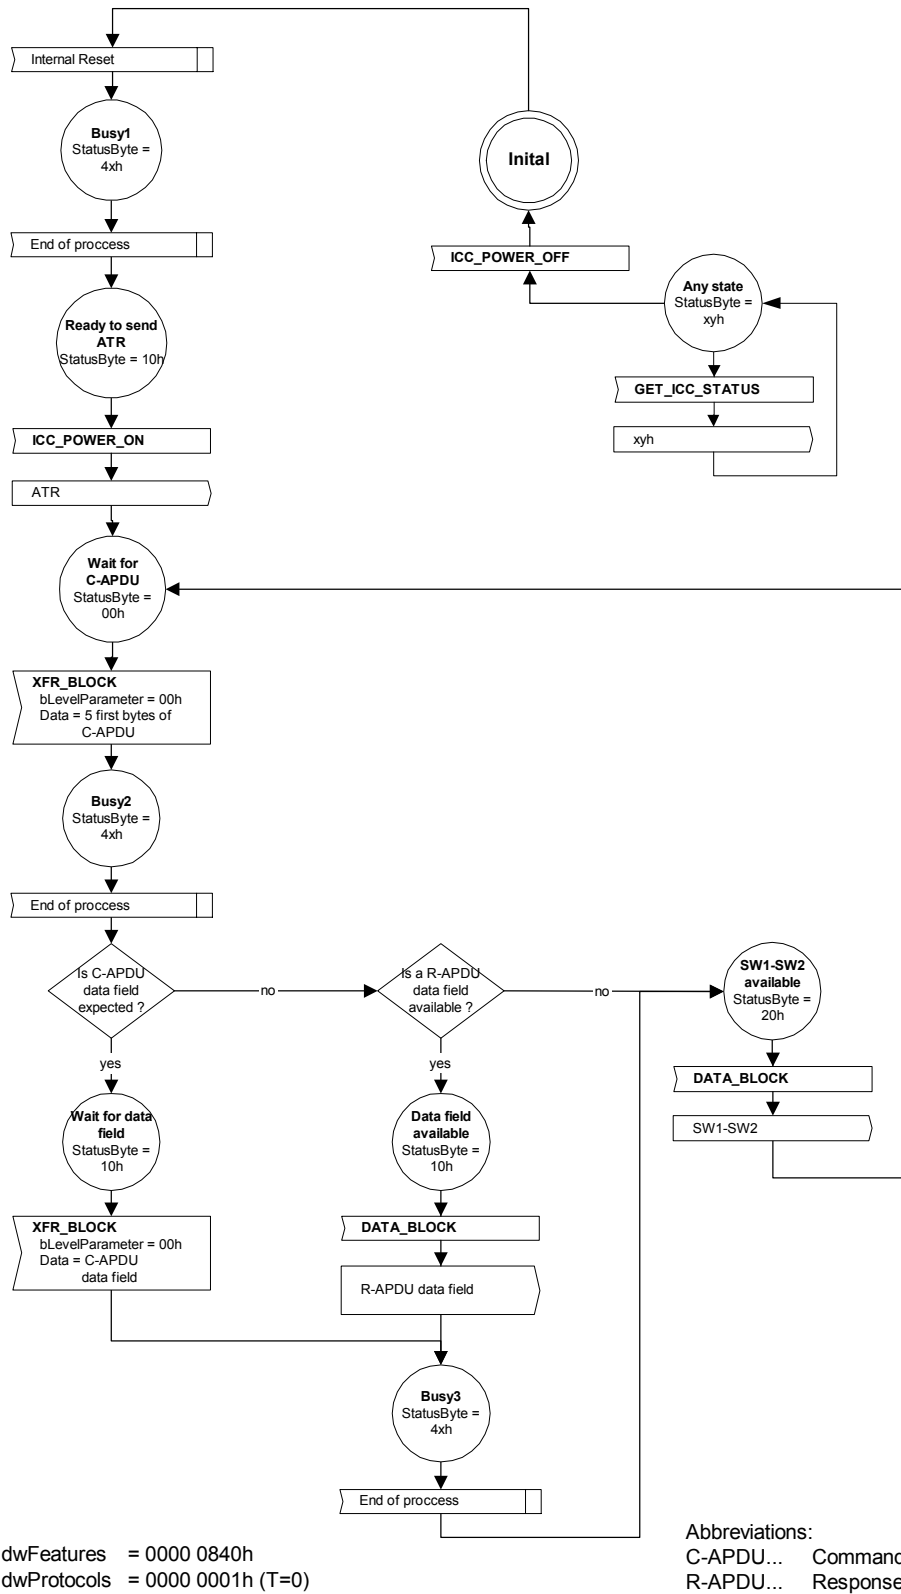 Internal Reset
Busy1
StatusByte =
4xh
Inital
End of proccess
ICC_POWER_OFF
Any state
StatusByte =
xyh
Ready to send
ATR
StatusByte = 10h
GET_ICC_STATUS
xyh
ICC_POWER_ON
ATR
Wait for
C-APDU
StatusByte =
00h
XFR_BLOCK
bLevelParameter = 00h
Data = 5 first bytes of
C-APDU
Busy2
StatusByte =
4xh
End of proccess
Is C-APDU
data field
expected ?
no
Is a R-APDU
data field
available ?
no
SW1-SW2
available
StatusByte =
20h
yes
yes
DATA_BLOCK
SW1-SW2
Wait for data
field
StatusByte =
10h
Data field
available
StatusByte =
10h
XFR_BLOCK
bLevelParameter = 00h
Data = C-APDU
data field
DATA_BLOCK
R-APDU data field
Busy3
StatusByte =
4xh
End of proccess
dwFeatures = 0000 0840h
dwProtocols = 0000 0001h (T=0)
Abbreviations:
C-APDU... Command
R-APDU... Response